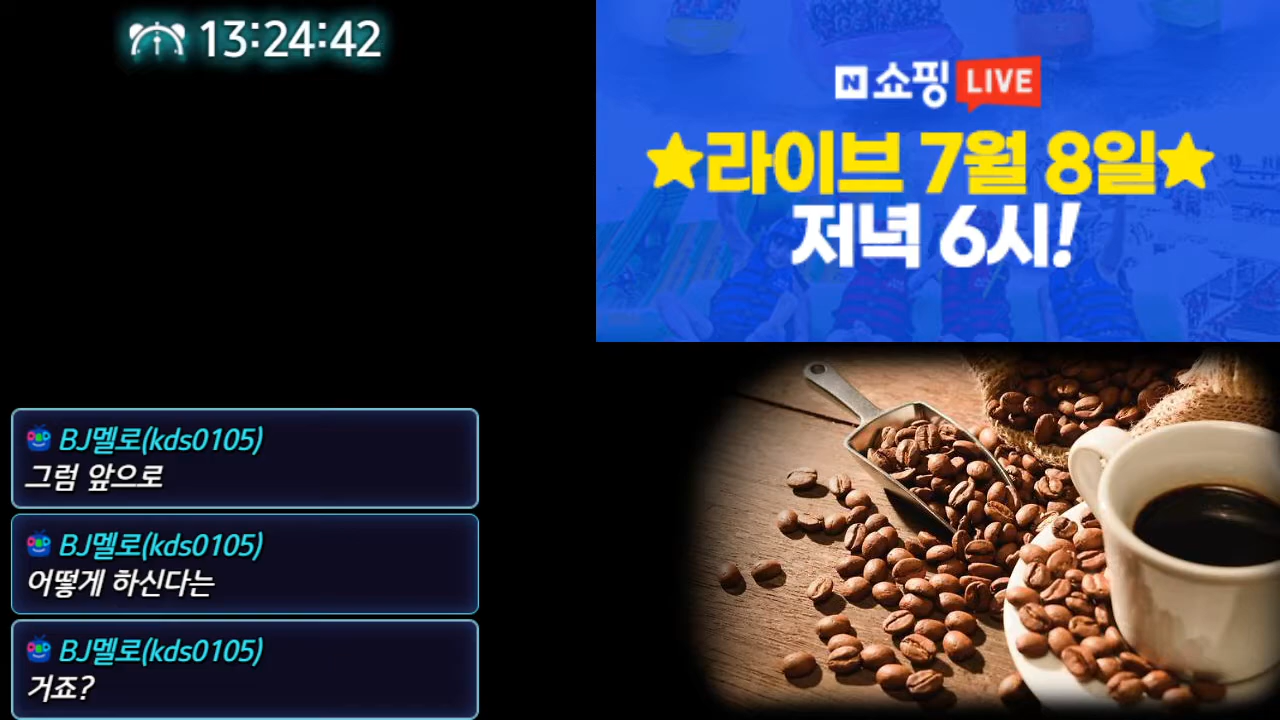 13:24:42
N 쇼핑 LIVE
★라이브 7월 8일★
저녁 6시!
BJ멜로(kds0105)
그럼 앞으로
BJ멜로(kds0105)
어떻게 하신다는
BJ멜로(kds0105)
거죠?